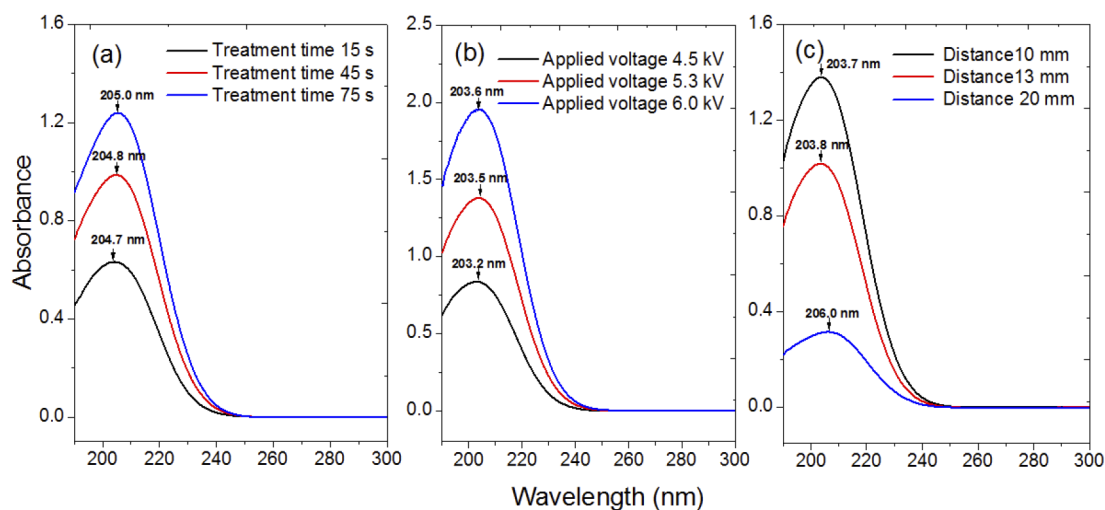 (a)
Treatment time 15 s
Treatment time 45 s
Treatment time 75 s
205.0 nm
204.8 nm
204.7 nm
1.6
1.2
0.8
0.4
0.0
200 220 240 260 280 300
(b)
Applied voltage 4.5 kV
Applied voltage 5.3 kV
Applied voltage 6.0 kV
203.6 nm
203.5 nm
203.2 nm
2.5
2.0
1.5
1.0
0.5
0.0
200 220 240 260 280 300
(c)
Distance10 mm
Distance13 mm
Distance 20 mm
203.7 nm
203.8 nm
206.0 nm
1.6
1.2
0.8
0.4
0.0
200 220 240 260 280 300
Absorbance
Wavelength (nm)